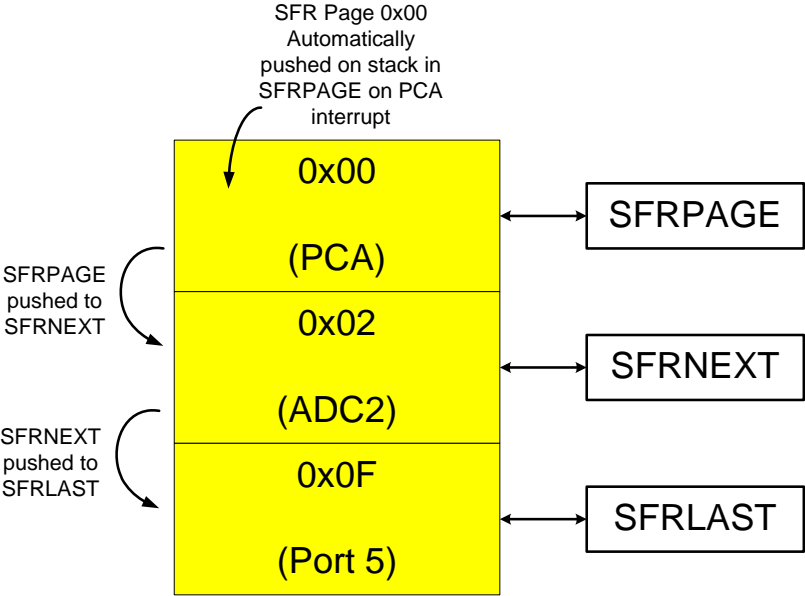 SFR Page 0x00
Automatically
pushed on stack in
SFRPAGE on PCA
interrupt
0x00
(PCA)
SFRPAGE
SFRPAGE
pushed to
SFRNEXT
0x02
(ADC2)
SFRNEXT
SFRNEXT
pushed to
SFRLAST
0x0F
(Port 5)
SFRLAST